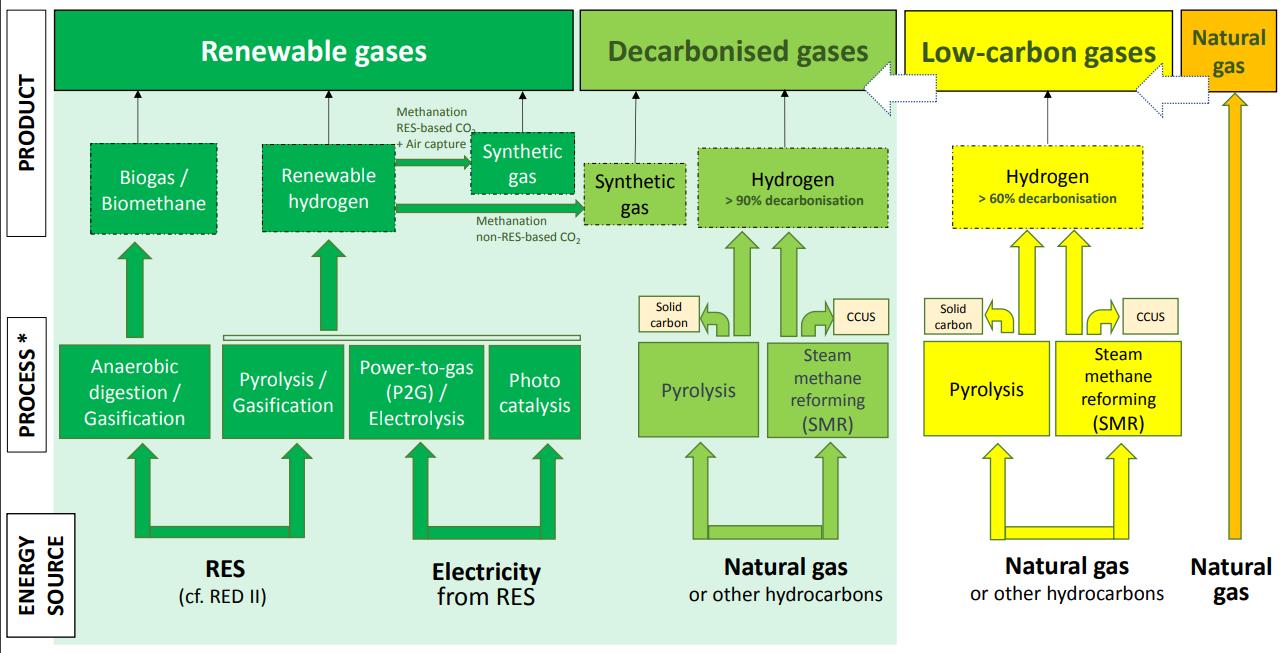 PRODUCT
Renewable gases
Decarbonised gases
Low-carbon gases
Natural
gas
Methanation
RES-based CO2
+ Air capture
Biogas /
Biomethane
Renewable
hydrogen
Synthetic
gas
Methanation
non-RES-based CO2
Synthetic
gas
Hydrogen
> 90% decarbonisation
Hydrogen
> 60% decarbonisation
PROCESS *
Solid
carbon
CCUS
Solid
carbon
CCUS
Anaerobic
digestion /
Gasification
Pyrolysis /
Gasification
Power-to-gas
(P2G) /
Electrolysis
Photo
catalysis
Pyrolysis
Steam
methane
reforming
(SMR)
Pyrolysis
Steam
methane
reforming
(SMR)
ENERGY
SOURCE
RES
(cf. RED II)
Electricity
from RES
Natural gas
or other hydrocarbons
Natural gas
or other hydrocarbons
Natural
gas